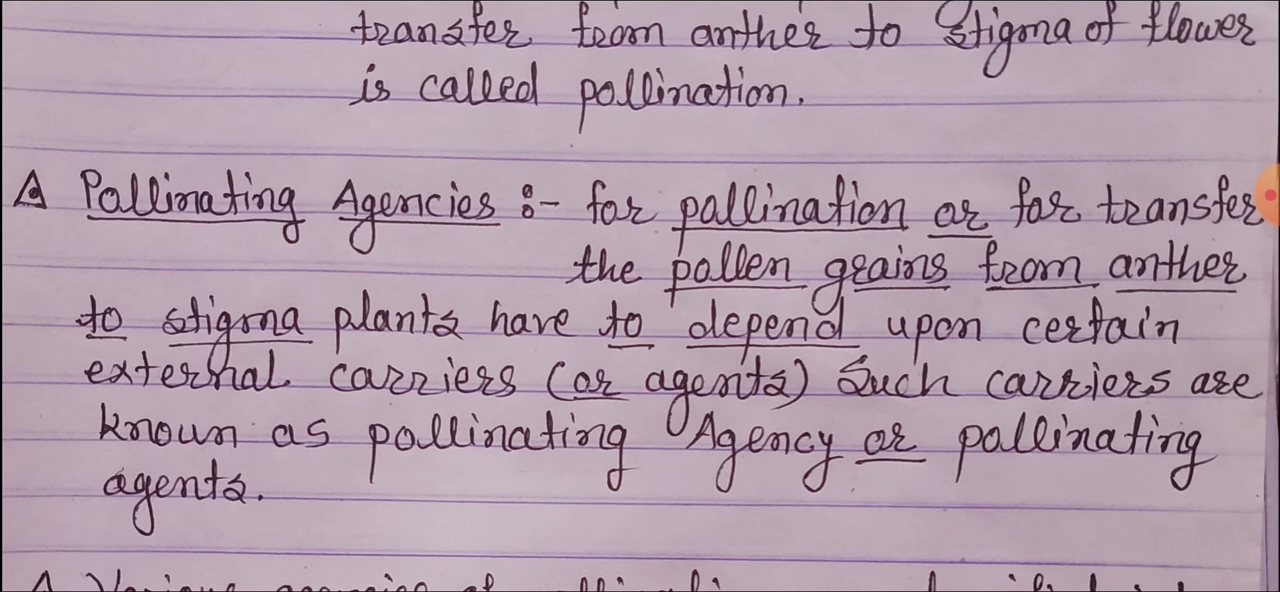 transfer from anther to Stigma of flower
is called pollination.
Pollinating Agencies :- for pollination or for transfer
the pollen grains from anther
to stigma plants have to depend upon certain
external carriers (or agents) Such carriers are
known as pollinating Agency or pollinating
agents.